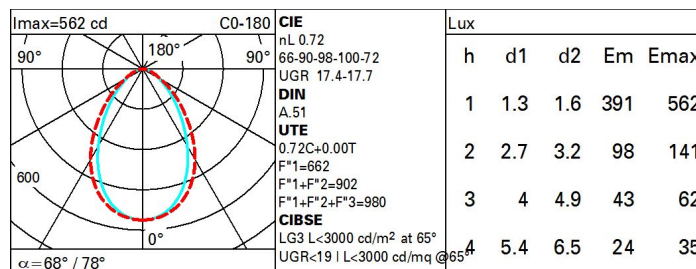 Imax=562 cd C0-180
90° 180° 90°
600
0°
α=68° / 78°
CIE
nL 0.72
66-90-98-100-72
UGR 17.4-17.7
DIN
A.51
UTE
0.72C+0.00T
F"1=662
F"1+F"2=902
F"1+F"2+F"3=980
CIBSE
LG3 L<3000 cd/m² at 65°
UGR<19 | L<3000 cd/mq @65°
Lux
h d1 d2 Em Emax
1 1.3 1.6 391 562
2 2.7 3.2 98 141
3 4 4.9 43 62
4 5.4 6.5 24 35